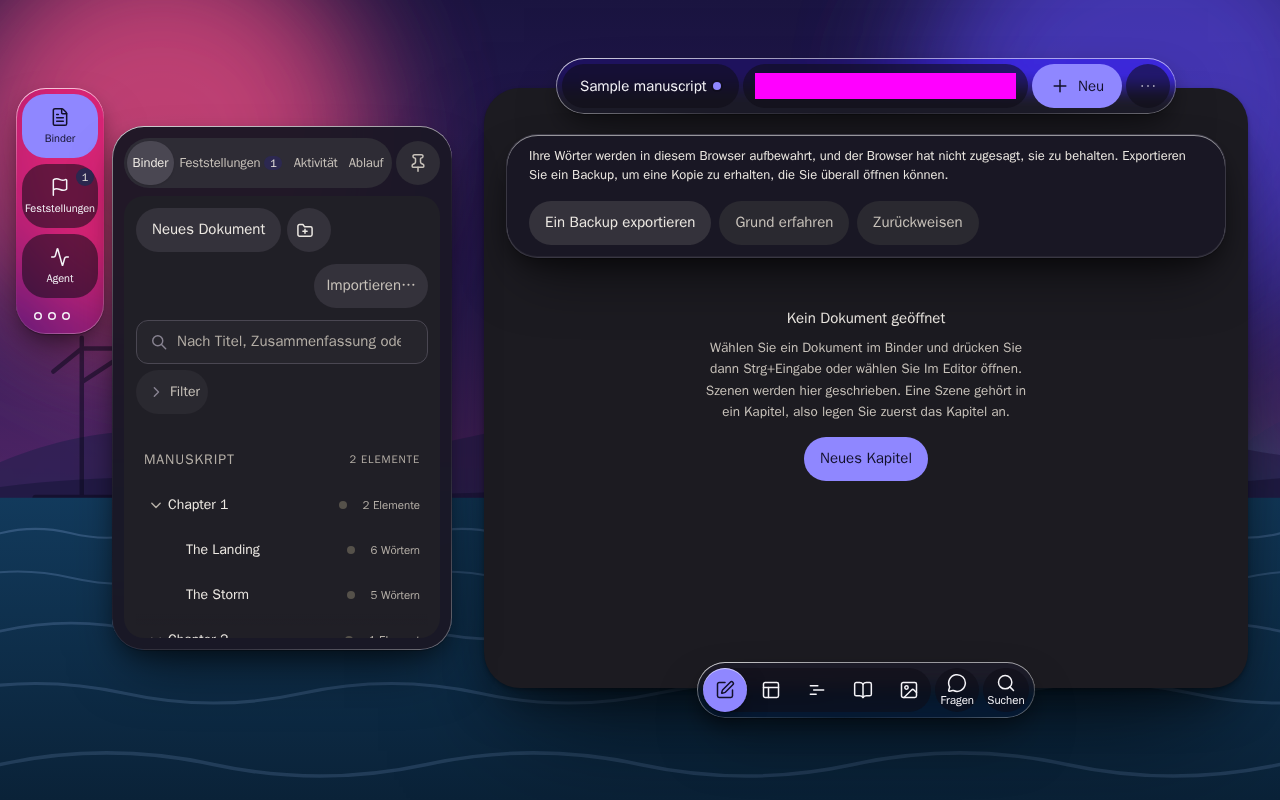 Sample manuscript
Neu
Binder
1
Feststellungen
Agent
Binder
Feststellungen 1
Aktivität
Ablauf
Neues Dokument
Importieren…
Nach Titel, Zusammenfassung ode
Filter
MANUSKRIPT
2 ELEMENTE
Chapter 1
2 Elemente
The Landing
6 Wörtern
The Storm
5 Wörtern
Ihre Wörter werden in diesem Browser aufbewahrt, und der Browser hat nicht zugesagt, sie zu behalten. Exportieren
Sie ein Backup, um eine Kopie zu erhalten, die Sie überall öffnen können.
Ein Backup exportieren
Grund erfahren
Zurückweisen
Kein Dokument geöffnet
Wählen Sie ein Dokument im Binder und drücken Sie
dann Strg+Eingabe oder wählen Sie Im Editor öffnen.
Szenen werden hier geschrieben. Eine Szene gehört in
ein Kapitel, also legen Sie zuerst das Kapitel an.
Neues Kapitel
Fragen
Suchen